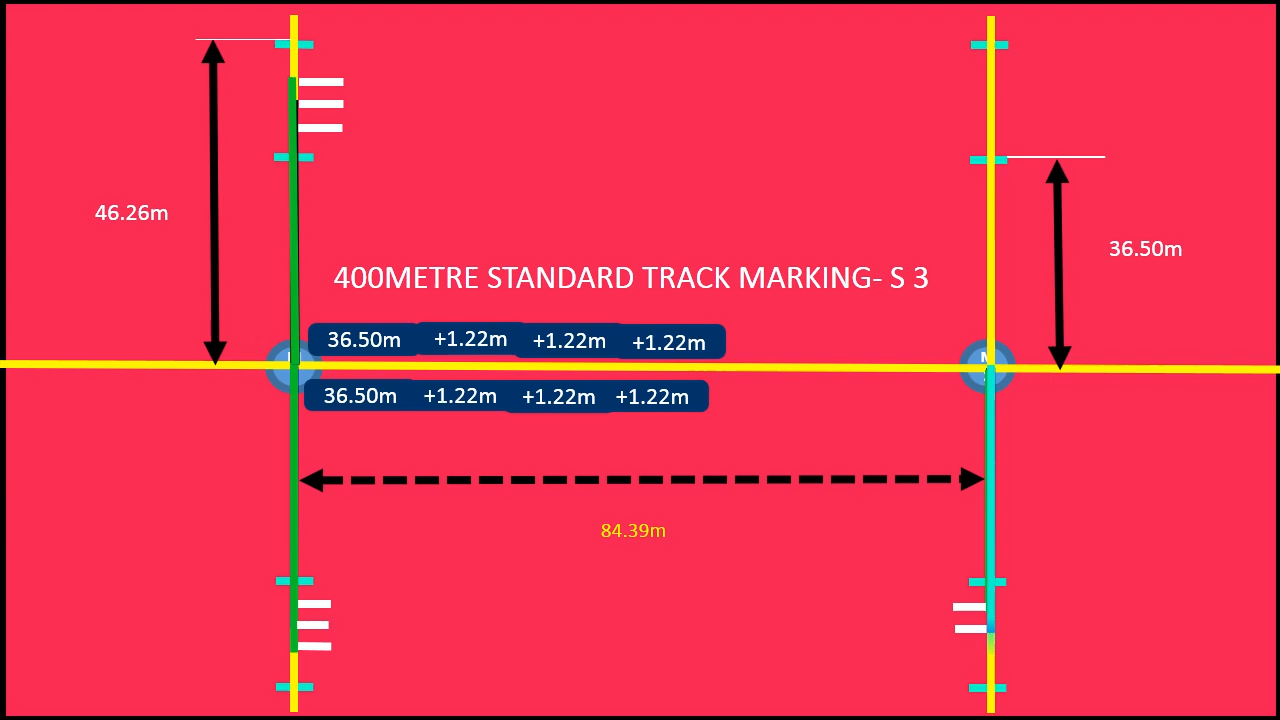 46.26m
36.50m
400METRE STANDARD TRACK MARKING- S 3
36.50m +1.22m +1.22m +1.22m
36.50m +1.22m +1.22m +1.22m
84.39m